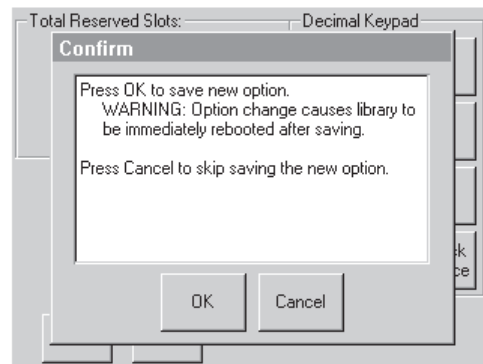 Total Reserved Slots:
Decimal Keypad
Confirm
Press OK to save new option.
WARNING: Option change causes library to
be immediately rebooted after saving.
Press Cancel to skip saving the new option.
OK
Cancel